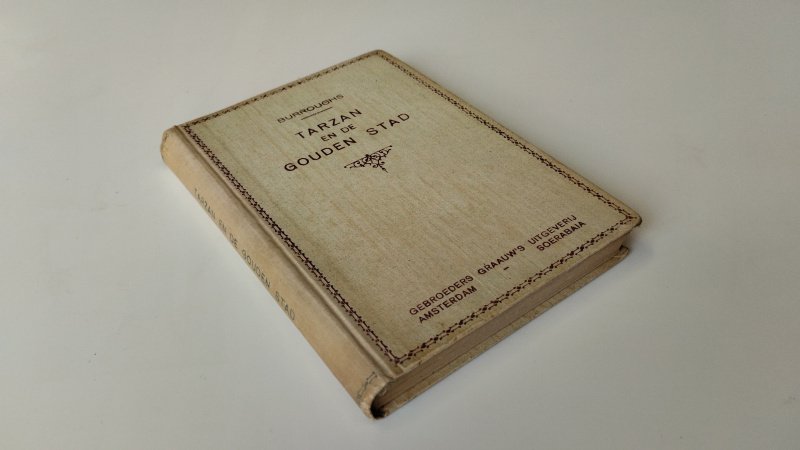 BURROUGHS
TARZAN
EN DE
GOUDEN STAD
GEBROEDERS GRAAUW'S UITGEVERIJ
AMSTERDAM – SOERABAIA
TARZAN EN DE GOUDEN STAD